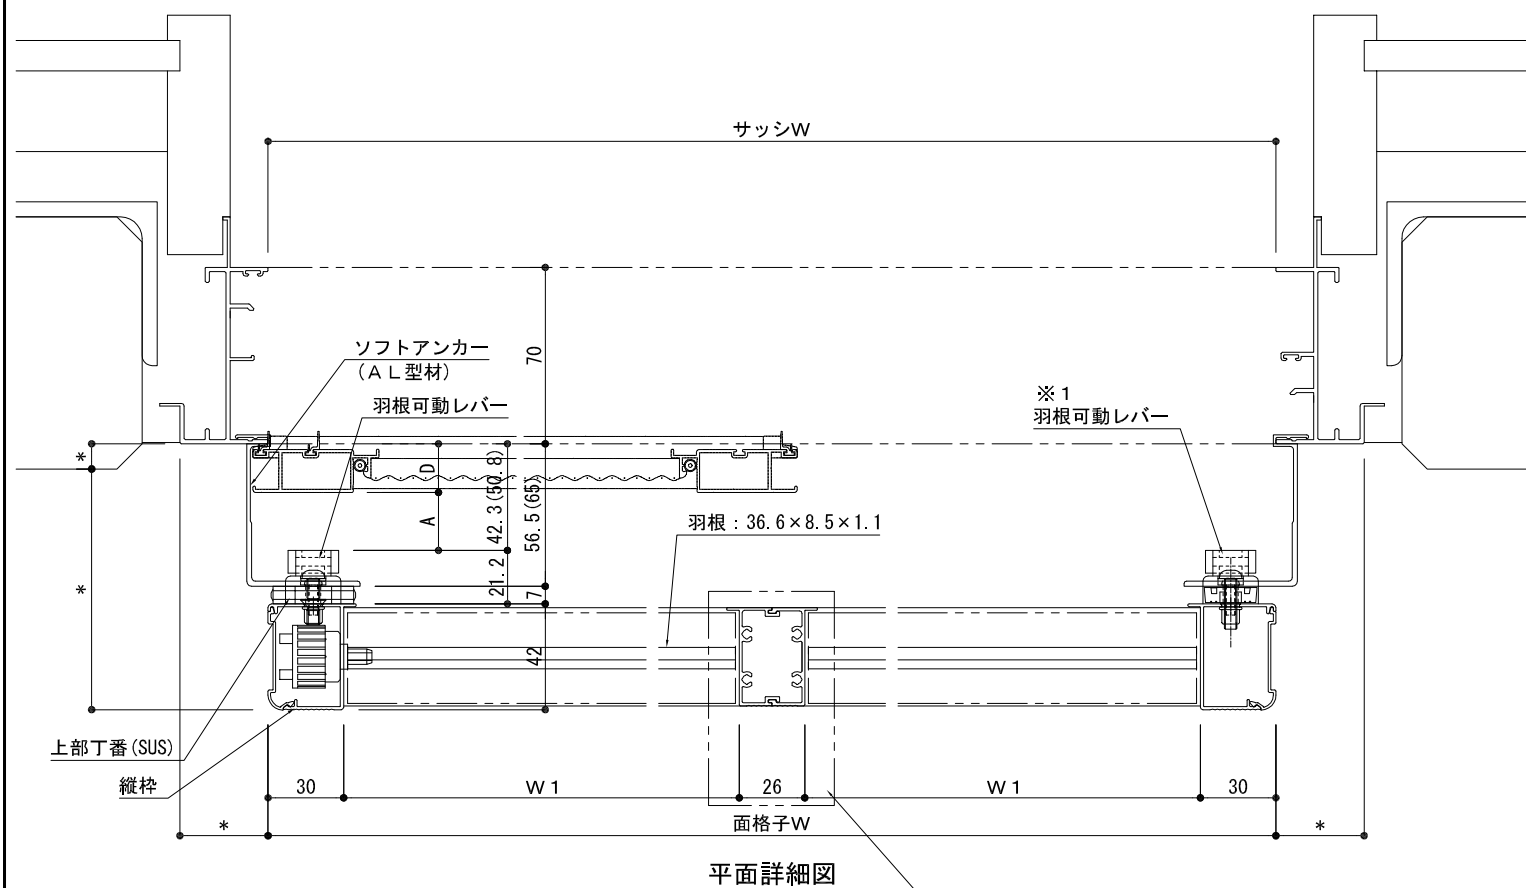 サッシW
ソフトアンカー
(AL型材)
70
羽根可動レバー
※1
羽根可動レバー
*
D
42.3(50.8)
56.5(65)
A
羽根：36.6×8.5×1.1
*
21.2
7
42
上部丁番(SUS)
縦枠
30
W1
26
W1
30
*
面格子W
*
平面詳細図